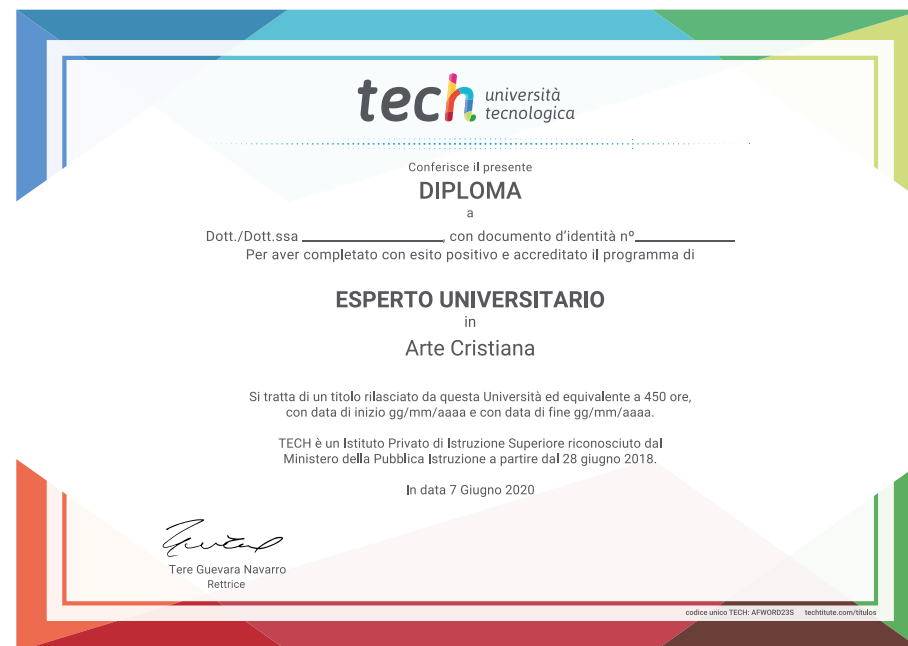 tech università
tecnologica
Conferisce il presente
DIPLOMA
a
Dott./Dott.ssa ________________, con documento d'identità nº___________
Per aver completato con esito positivo e accreditato il programma di
ESPERTO UNIVERSITARIO
in
Arte Cristiana
Si tratta di un titolo rilasciato da questa Università ed equivalente a 450 ore,
con data di inizio gg/mm/aaaa e con data di fine gg/mm/aaaa.
TECH è un Istituto Privato di Istruzione Superiore riconosciuto dal
Ministero della Pubblica Istruzione a partire dal 28 giugno 2018.
In data 7 Giugno 2020
Tere Guevara Navarro
Rettrice
codice unico TECH: AFWORD23S techtitute.com/títulos